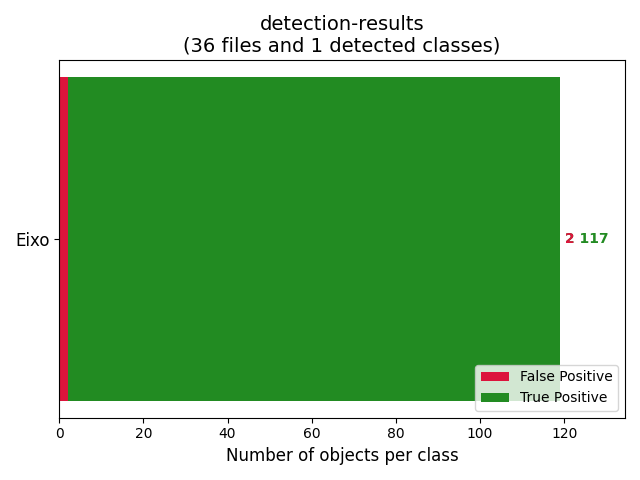 detection-results
(36 files and 1 detected classes)
Eixo
2 117
False Positive
True Positive
0 20 40 60 80 100 120
Number of objects per class